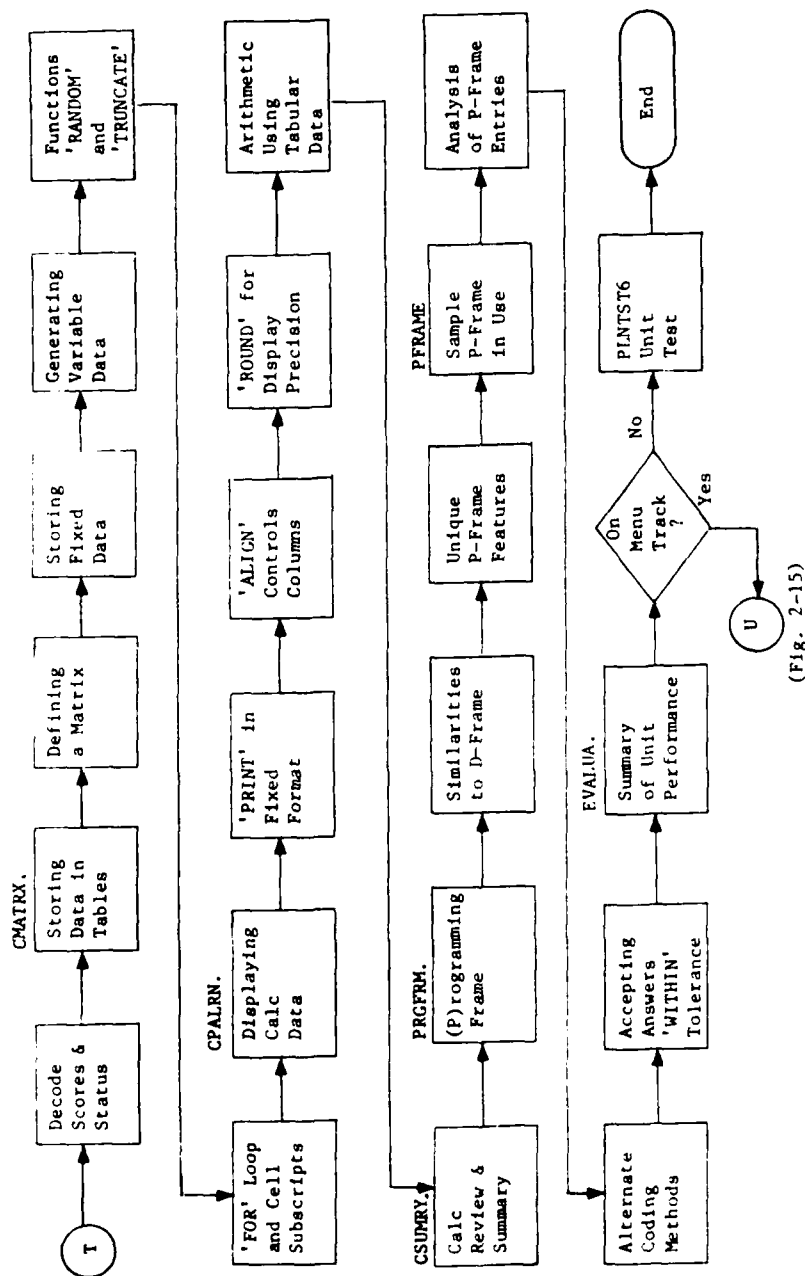 T
Decode
Scores &
Status
CMATRX.
Storing
Data in
Tables
Defining
a Matrix
Storing
Fixed
Data
Generating
Variable
Data
Functions
'RANDOM'
and
'TRUNCATE'
'FOR' Loop
and Cell
Subscripts
CPALRN.
Displaying
Calc
Data
'PRINT' in
Fixed
Format
'ALIGN'
Controls
Columns
'ROUND' for
Display
Precision
Arithmetic
Using
Tabular
Data
CSUMRY.
Calc
Review &
Summary
PRGFRM.
(P)rogramming
Frame
Similarities
to D-Frame
Unique
P-Frame
Features
PFRAME
Sample
P-Frame
in Use
Analysis
of P-Frame
Entries
Alternate
Coding
Methods
Accepting
Answers
'WITHIN'
Tolerance
EVALUA.
Summary
of Unit
Performance
On
Menu
Track
?
No
Yes
PLNTST6
Unit
Test
End
U
(Fig. 2-15)